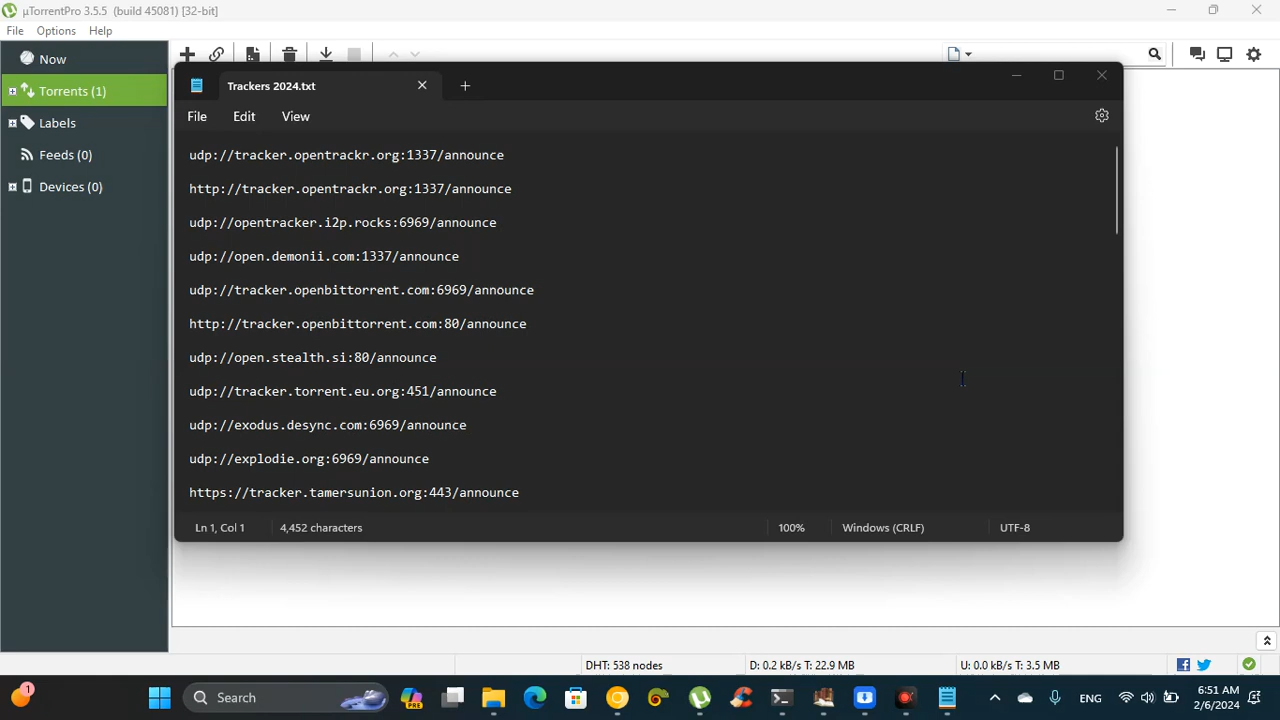 µTorrentPro 3.5.5 (build 45081) [32-bit]
File Options Help
Now
Torrents (1)
Labels
Feeds (0)
Devices (0)
Trackers 2024.txt
File Edit View
udp://tracker.opentrackr.org:1337/announce
http://tracker.opentrackr.org:1337/announce
udp://opentracker.i2p.rocks:6969/announce
udp://open.demonii.com:1337/announce
udp://tracker.openbittorrent.com:6969/announce
http://tracker.openbittorrent.com:80/announce
udp://open.stealth.si:80/announce
udp://tracker.torrent.eu.org:451/announce
udp://exodus.desync.com:6969/announce
udp://explodie.org:6969/announce
https://tracker.tamersunion.org:443/announce
Ln 1, Col 1 4,452 characters 100% Windows (CRLF) UTF-8
DHT: 538 nodes D: 0.2 kB/s T: 22.9 MB U: 0.0 kB/s T: 3.5 MB
1 Search PRE ENG 6:51 AM
2/6/2024